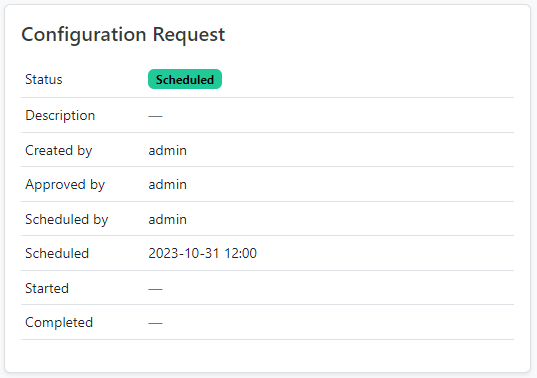 Configuration Request
Status Scheduled
Description —
Created by admin
Approved by admin
Scheduled by admin
Scheduled 2023-10-31 12:00
Started —
Completed —